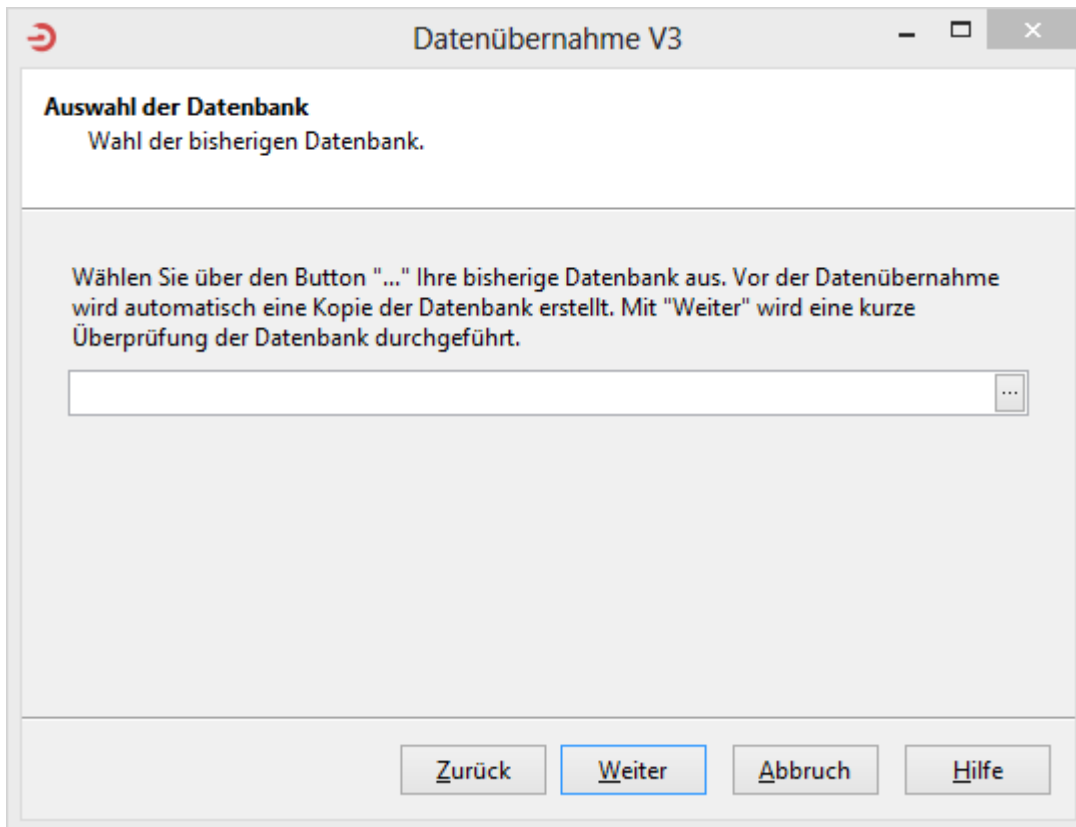 Datenübernahme V3
Auswahl der Datenbank
Wahl der bisherigen Datenbank.
Wählen Sie über den Button "..." Ihre bisherige Datenbank aus. Vor der Datenübernahme
wird automatisch eine Kopie der Datenbank erstellt. Mit "Weiter" wird eine kurze
Überprüfung der Datenbank durchgeführt.
...
Zurück Weiter Abbruch Hilfe